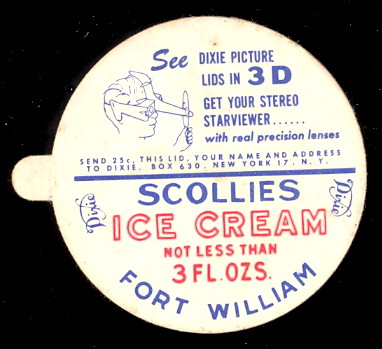 See DIXIE PICTURE
LIDS IN 3D
GET YOUR STEREO
STARVIEWER......
with real precision lenses
SEND 25c, THIS LID, YOUR NAME AND ADDRESS
TO DIXIE, BOX 630, NEW YORK 17, N. Y.
SCOLLIES
Dixie
Dixie
ICE CREAM
NOT LESS THAN
3 FL. OZS.
FORT WILLIAM